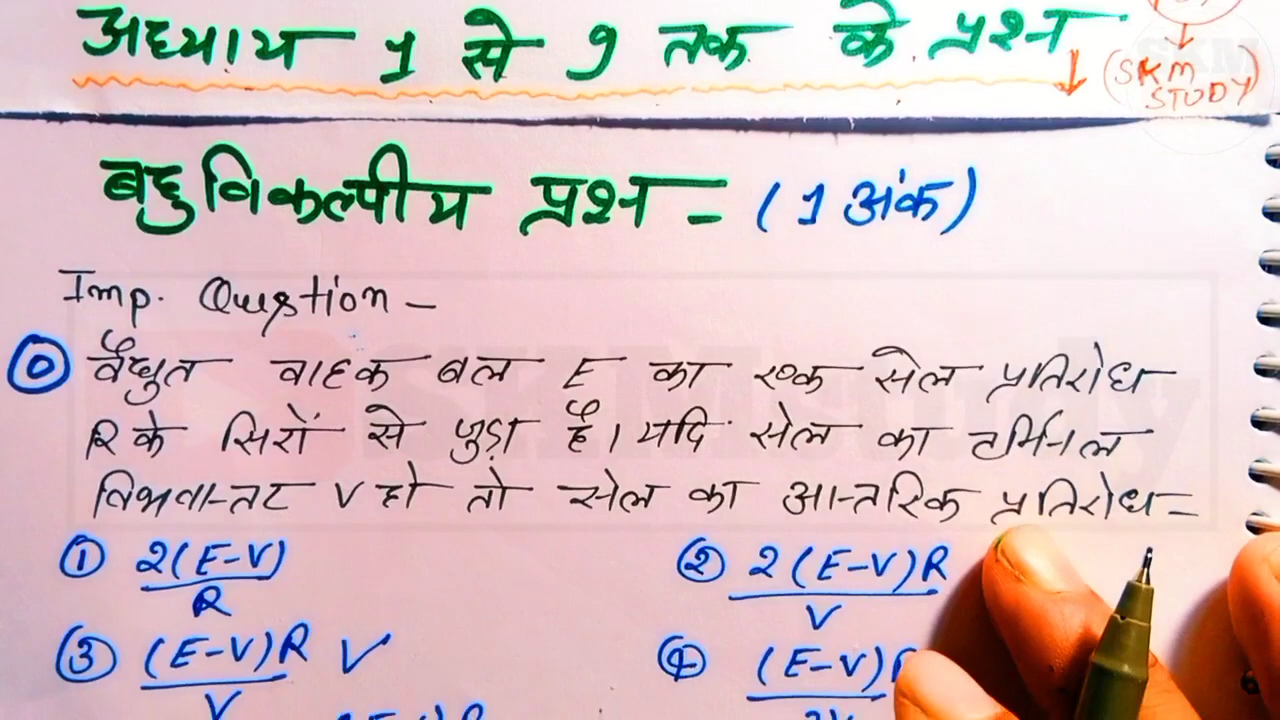 अध्याय 1 से 9 तक के प्रश्न
(SKM STUDY)
बहुविकल्पीय प्रश्न - (1 अंक)
Imp. Question -
वैद्युत वाहक बल E का एक सेल प्रतिरोध
R के सिरों से जुड़ा है। यदि सेल का टर्मिनल
विभवान्तर V हो तो सेल का आन्तरिक प्रतिरोध -
① 2(E-V)
R
② 2(E-V)R
V
③ (E-V)R ✓
V
④ (E-V)